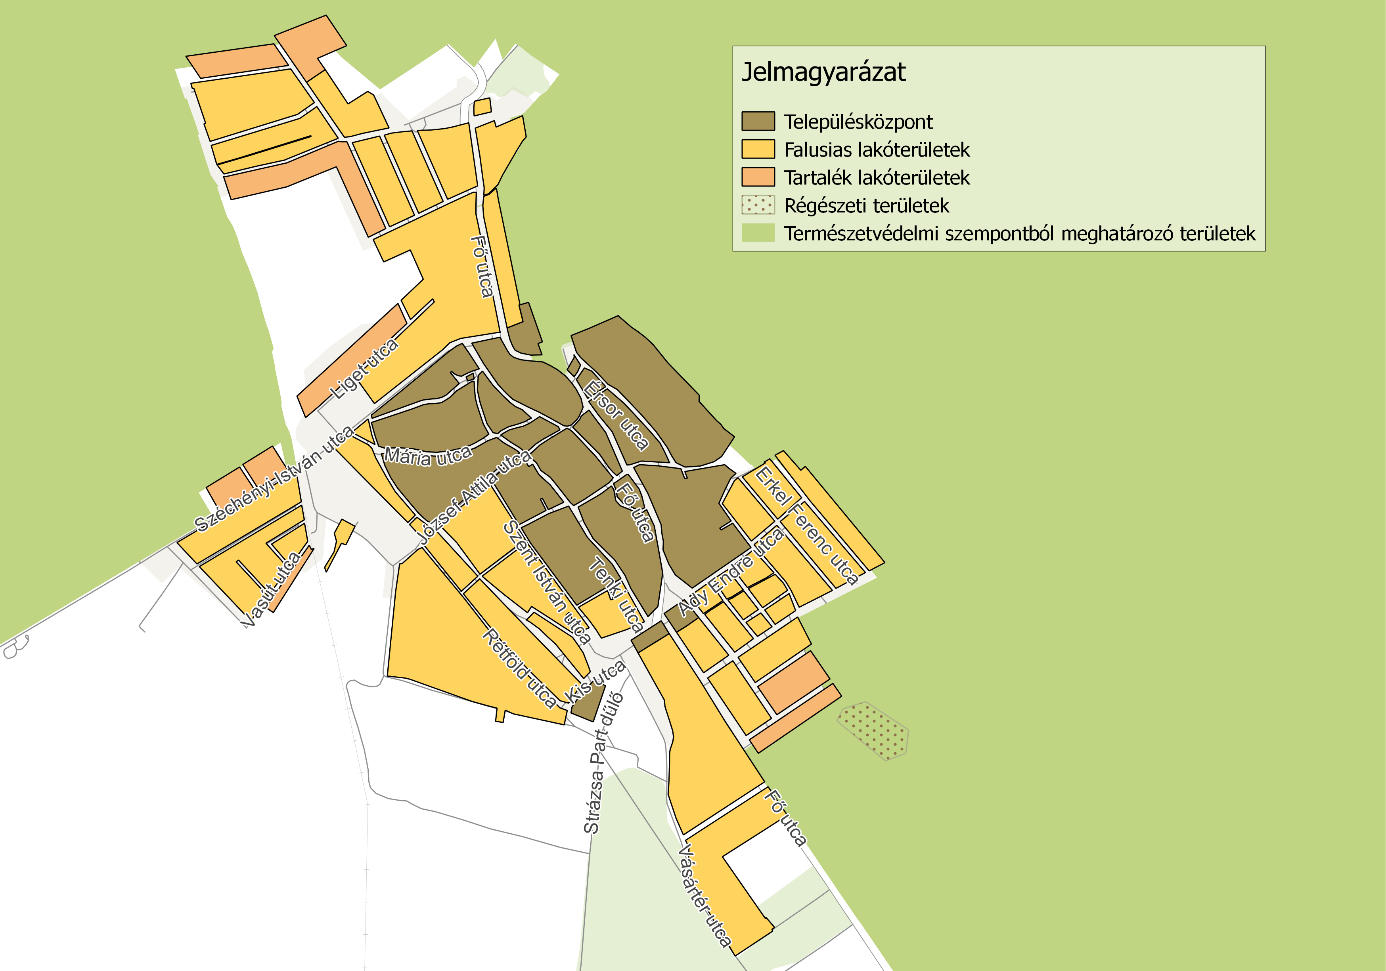 Jelmagyarázat
Településközpont
Falusias lakóterületek
Tartalék lakóterületek
Régészeti területek
Természetvédelmi szempontból meghatározó területek
Fő utca
Liget utca
Érsor utca
Széchényi István utca
Mária utca
József Attila utca
Fő utca
Erkel Ferenc utca
Szent István utca
Tenki utca
Ady Endre utca
Vasút utca
Rétföld utca
Kis utca
Strázsa Part dűlő
Fő utca
Vásártér utca